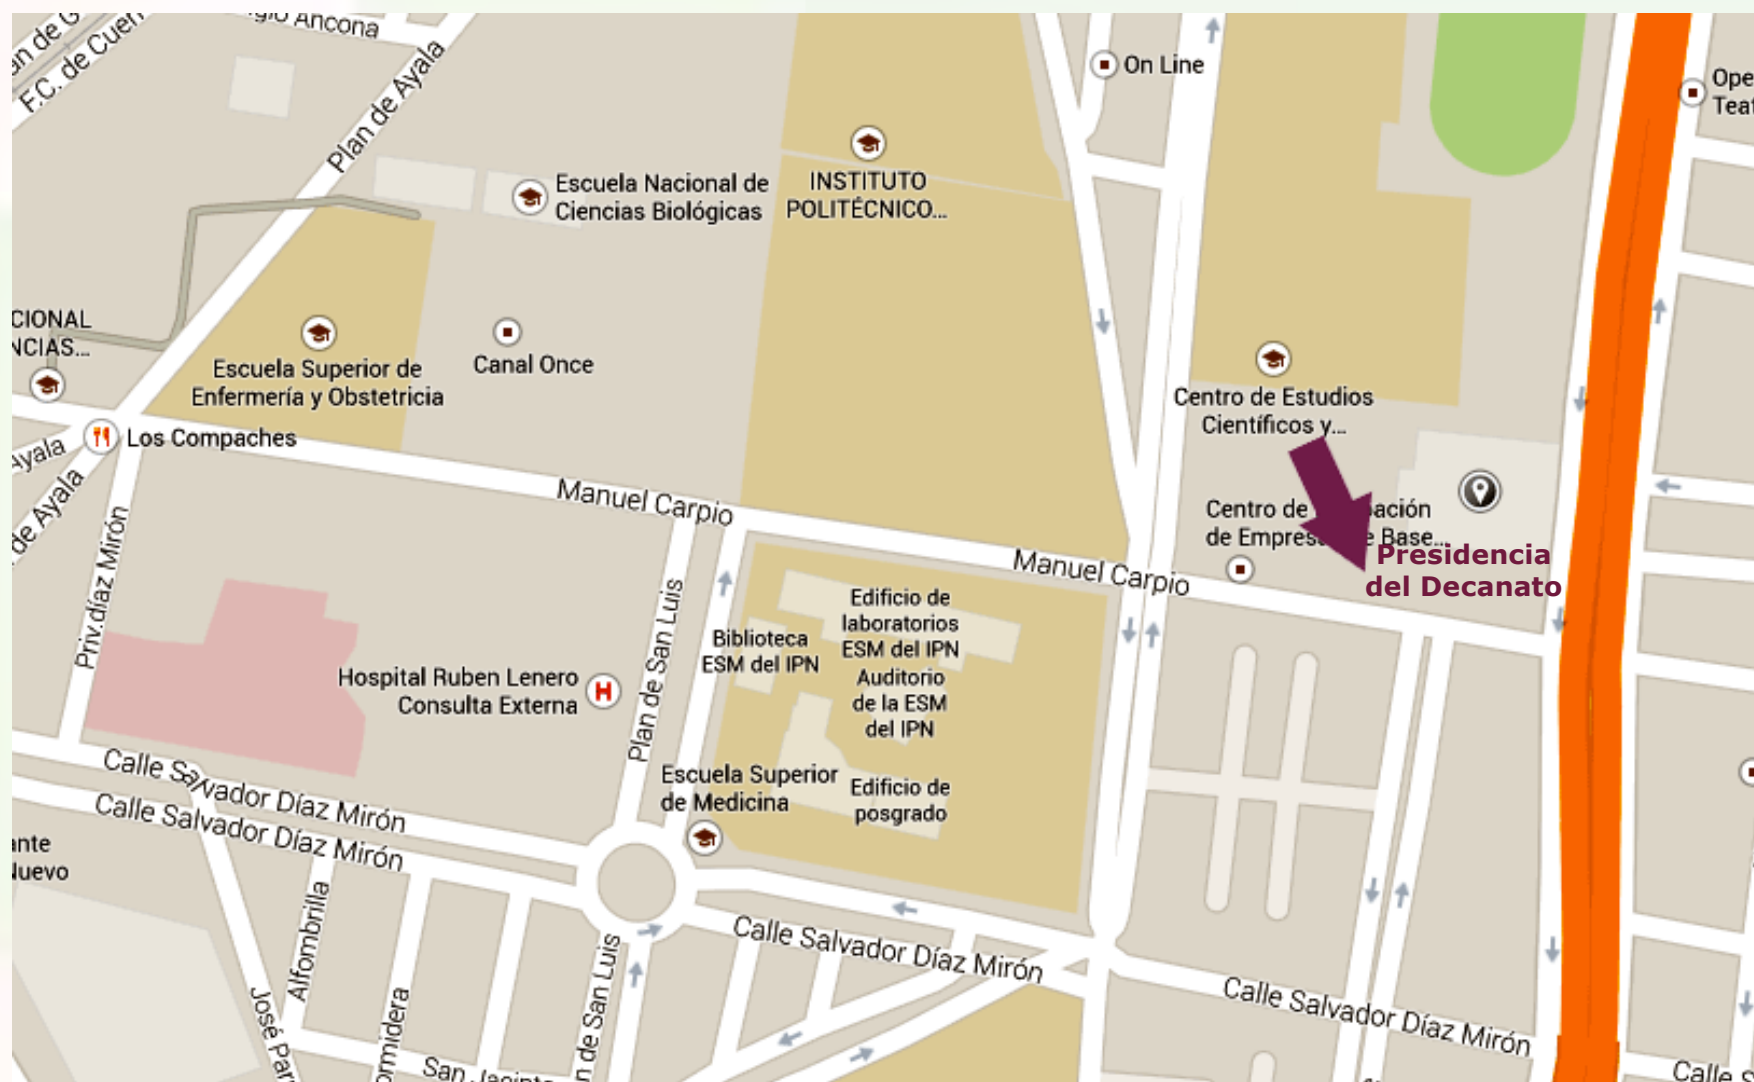 Ancona
F.C. de Cuen
Plan de Ayala
On Line
Ope
Teat
INSTITUTO
POLITÉCNICO...
Escuela Nacional de
Ciencias Biológicas
CIONAL
NCIAS...
Escuela Superior de
Enfermería y Obstetricia
Canal Once
Centro de Estudios
Científicos y...
Los Compaches
Ayala
de Ayala
Priv.díaz Mirón
Manuel Carpio
Centro de
ación
de Empres
e Base...
Presidencia
del Decanato
Manuel Carpio
Plan de San Luis
Biblioteca
ESM del IPN
Edificio de
laboratorios
ESM del IPN
Auditorio
de la ESM
del IPN
Hospital Ruben Lenero
Consulta Externa
H
Escuela Superior
de Medicina
Edificio de
posgrado
Calle Salvador Díaz Mirón
Calle Salvador Díaz Mirón
ante
Nuevo
Alfombrilla
José Par
omidera
San Jacinto
n de San Luis
Calle Salvador Díaz Mirón
Calle Salvador Díaz Mirón
Calle S